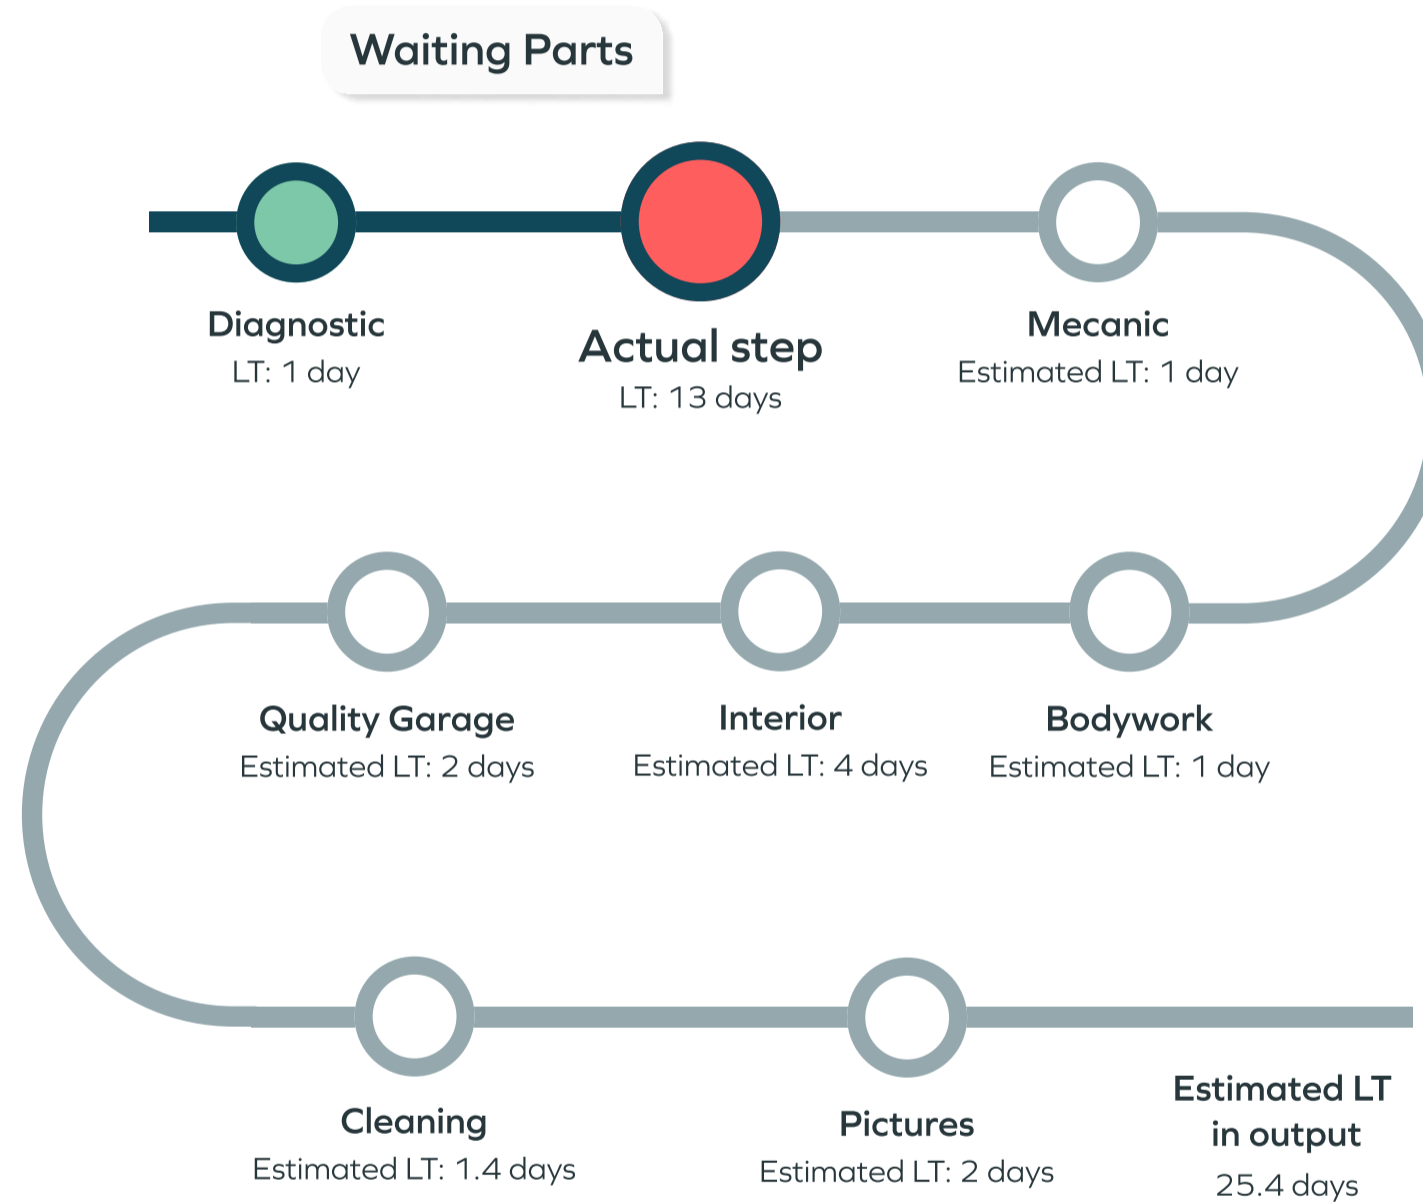 Waiting Parts
Diagnostic
LT: 1 day
Actual step
LT: 13 days
Mecanic
Estimated LT: 1 day
Quality Garage
Estimated LT: 2 days
Interior
Estimated LT: 4 days
Bodywork
Estimated LT: 1 day
Cleaning
Estimated LT: 1.4 days
Pictures
Estimated LT: 2 days
Estimated LT
in output
25.4 days